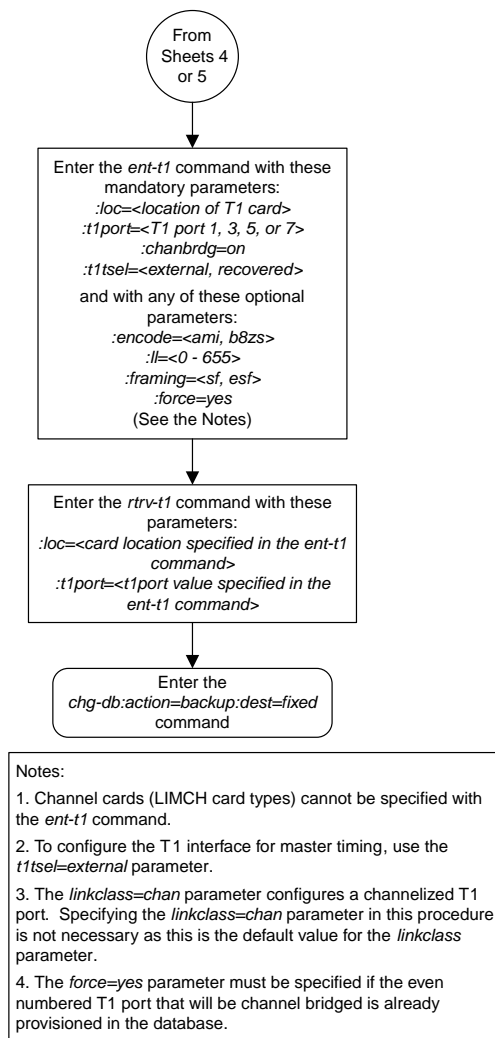 From
Sheets 4
or 5
Enter the ent-t1 command with these
mandatory parameters:
:loc=<location of T1 card>
:t1port=<T1 port 1, 3, 5, or 7>
:chanbrdg=on
:t1tsel=<external, recovered>
and with any of these optional
parameters:
:encode=<ami, b8zs>
:ll=<0 - 655>
:framing=<sf, esf>
:force=yes
(See the Notes)
Enter the rtrv-t1 command with these
parameters:
:loc=<card location specified in the ent-t1
command>
:t1port=<t1port value specified in the
ent-t1 command>
Enter the
chg-db:action=backup:dest=fixed
command
Notes:
1. Channel cards (LIMCH card types) cannot be specified with
the ent-t1 command.
2. To configure the T1 interface for master timing, use the
t1tsel=external parameter.
3. The linkclass=chan parameter configures a channelized T1
port. Specifying the linkclass=chan parameter in this procedure
is not necessary as this is the default value for the linkclass
parameter.
4. The force=yes parameter must be specified if the even
numbered T1 port that will be channel bridged is already
provisioned in the database.